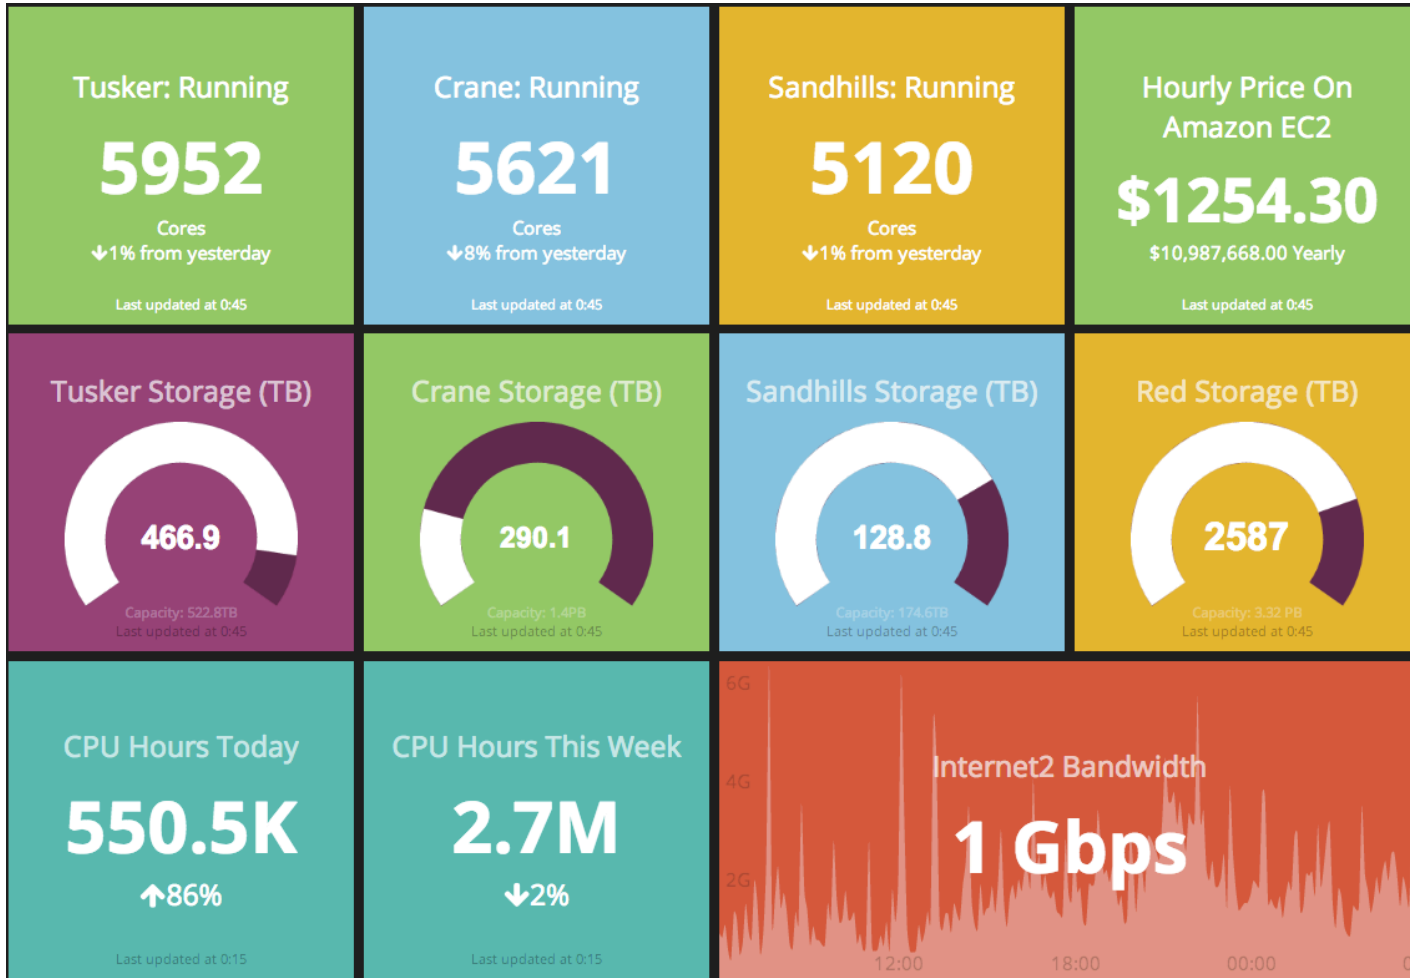 Tusker: Running
5952
Cores
↓1% from yesterday
Last updated at 0:45
Crane: Running
5621
Cores
↓8% from yesterday
Last updated at 0:45
Sandhills: Running
5120
Cores
↓1% from yesterday
Last updated at 0:45
Hourly Price On
Amazon EC2
$1254.30
$10,987,668.00 Yearly
Last updated at 0:45
Tusker Storage (TB)
466.9
Capacity: 522.8TB
Last updated at 0:45
Crane Storage (TB)
290.1
Capacity: 1.4PB
Last updated at 0:45
Sandhills Storage (TB)
128.8
Capacity: 174.6TB
Last updated at 0:45
Red Storage (TB)
2587
Capacity: 3.32 PB
Last updated at 0:45
CPU Hours Today
550.5K
↑86%
Last updated at 0:15
CPU Hours This Week
2.7M
↓2%
Last updated at 0:15
6G
Internet2 Bandwidth
4G
1 Gbps
2G
12:00 18:00 00:00